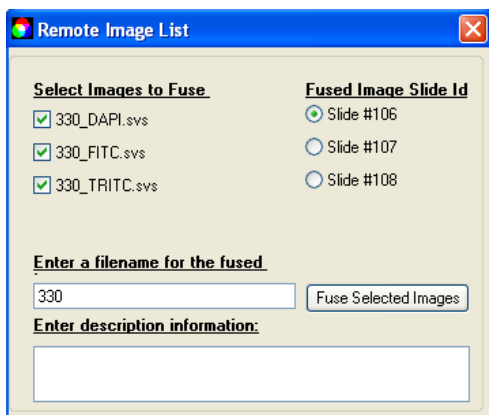 Remote Image List
Select Images to Fuse
330_DAPI.svs
330_FITC.svs
330_TRITC.svs
Fused Image Slide Id
Slide #106
Slide #107
Slide #108
Enter a filename for the fused
330
Fuse Selected Images
Enter description information: